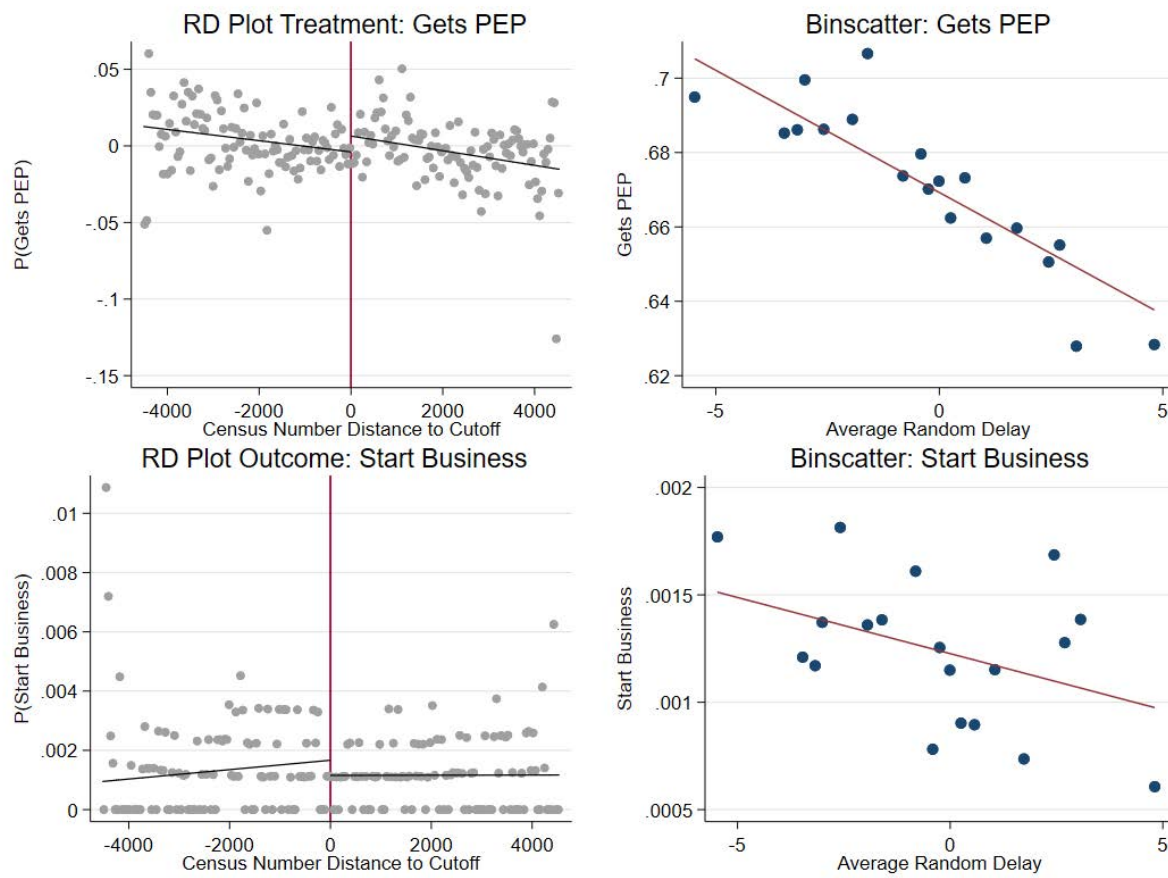 RD Plot Treatment: Gets PEP
P(Gets PEP)
.05
0
-.05
-.1
-.15
-4000 -2000 0 2000 4000
Census Number Distance to Cutoff
Binscatter: Gets PEP
Gets PEP
.7
.68
.66
.64
.62
-5 0 5
Average Random Delay
RD Plot Outcome: Start Business
P(Start Business)
.01
.008
.006
.004
.002
0
-4000 -2000 0 2000 4000
Census Number Distance to Cutoff
Binscatter: Start Business
Start Business
.002
.0015
.001
.0005
-5 0 5
Average Random Delay